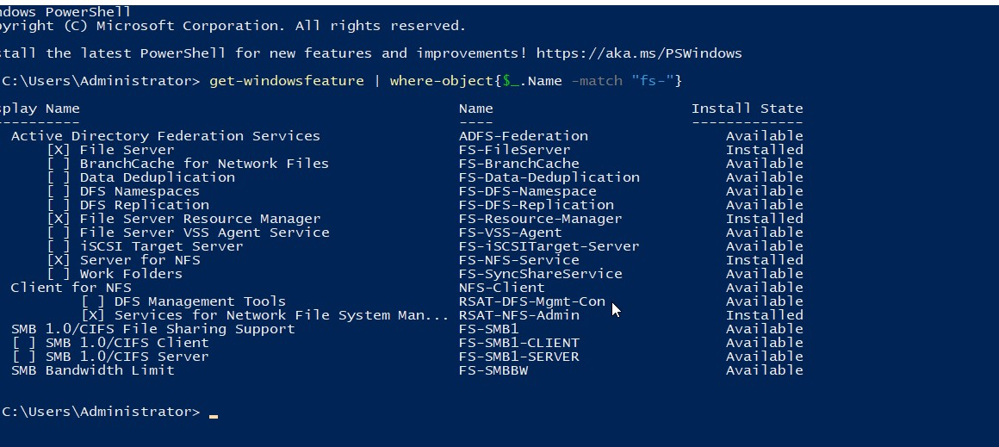 ndows PowerShell
pyright (C) Microsoft Corporation. All rights reserved.
stall the latest PowerShell for new features and improvements! https://aka.ms/PSWindows
C:\Users\Administrator> get-windowsfeature | where-object{$_.Name -match "fs-"}
splay Name Name Install State
---------- ---- -------------
Active Directory Federation Services ADFS-Federation Available
[X] File Server FS-FileServer Installed
[ ] BranchCache for Network Files FS-BranchCache Available
[ ] Data Deduplication FS-Data-Deduplication Available
[ ] DFS Namespaces FS-DFS-Namespace Available
[ ] DFS Replication FS-DFS-Replication Available
[X] File Server Resource Manager FS-Resource-Manager Installed
[ ] File Server VSS Agent Service FS-VSS-Agent Available
[ ] iSCSI Target Server FS-iSCSITarget-Server Available
[X] Server for NFS FS-NFS-Service Installed
[ ] Work Folders FS-SyncShareService Available
Client for NFS NFS-Client Available
[ ] DFS Management Tools RSAT-DFS-Mgmt-Con Available
[X] Services for Network File System Man... RSAT-NFS-Admin Installed
SMB 1.0/CIFS File Sharing Support FS-SMB1 Available
[ ] SMB 1.0/CIFS Client FS-SMB1-CLIENT Available
[ ] SMB 1.0/CIFS Server FS-SMB1-SERVER Available
SMB Bandwidth Limit FS-SMBBW Available
C:\Users\Administrator> _